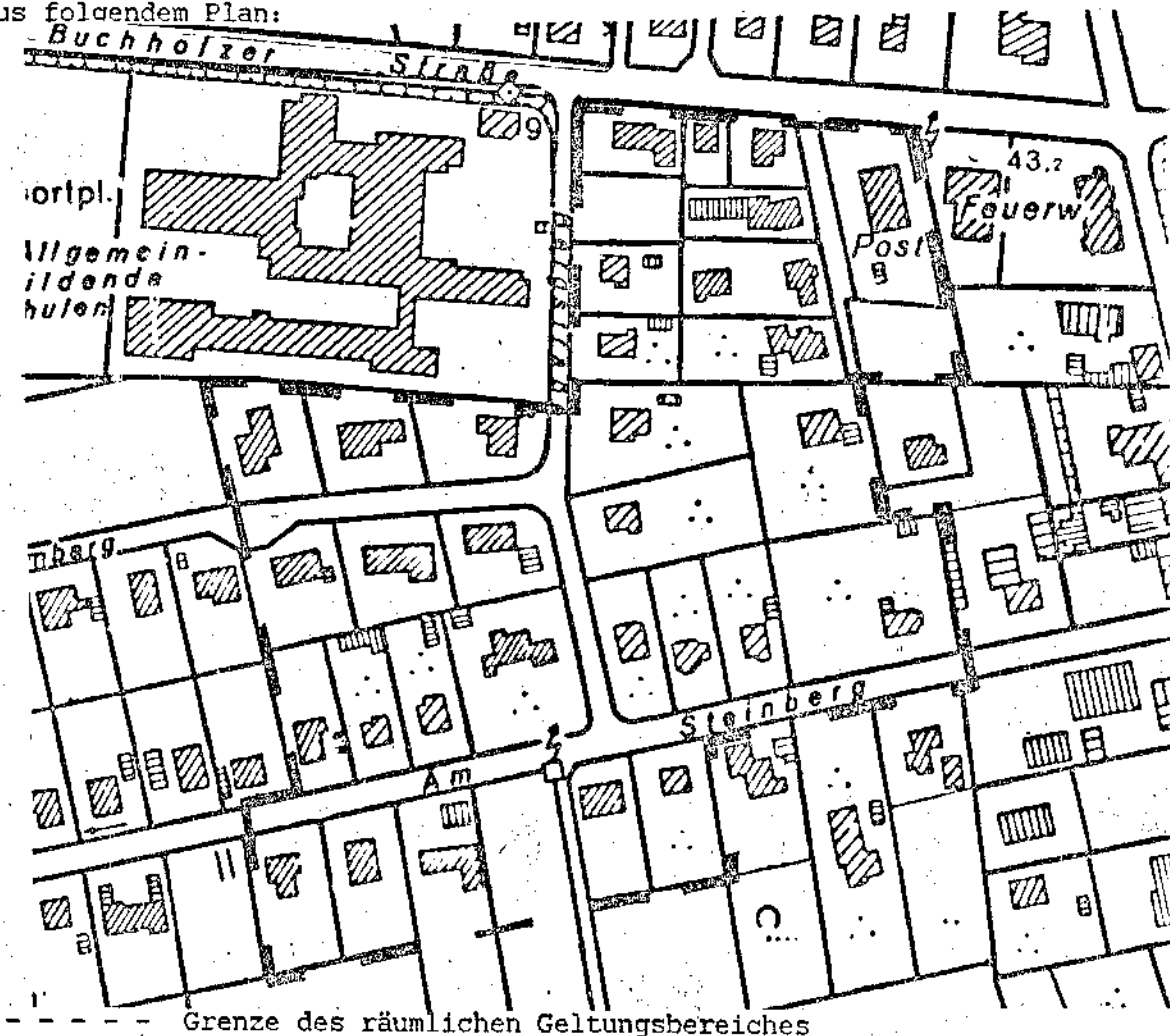 us folgendem Plan:
Buchholzer Straße
9
ortpl.
43.2
Feuerw
Post
Allgemein-
ildende
hulen
nberg
Steinberg
Am
Grenze des räumlichen Geltungsbereiches